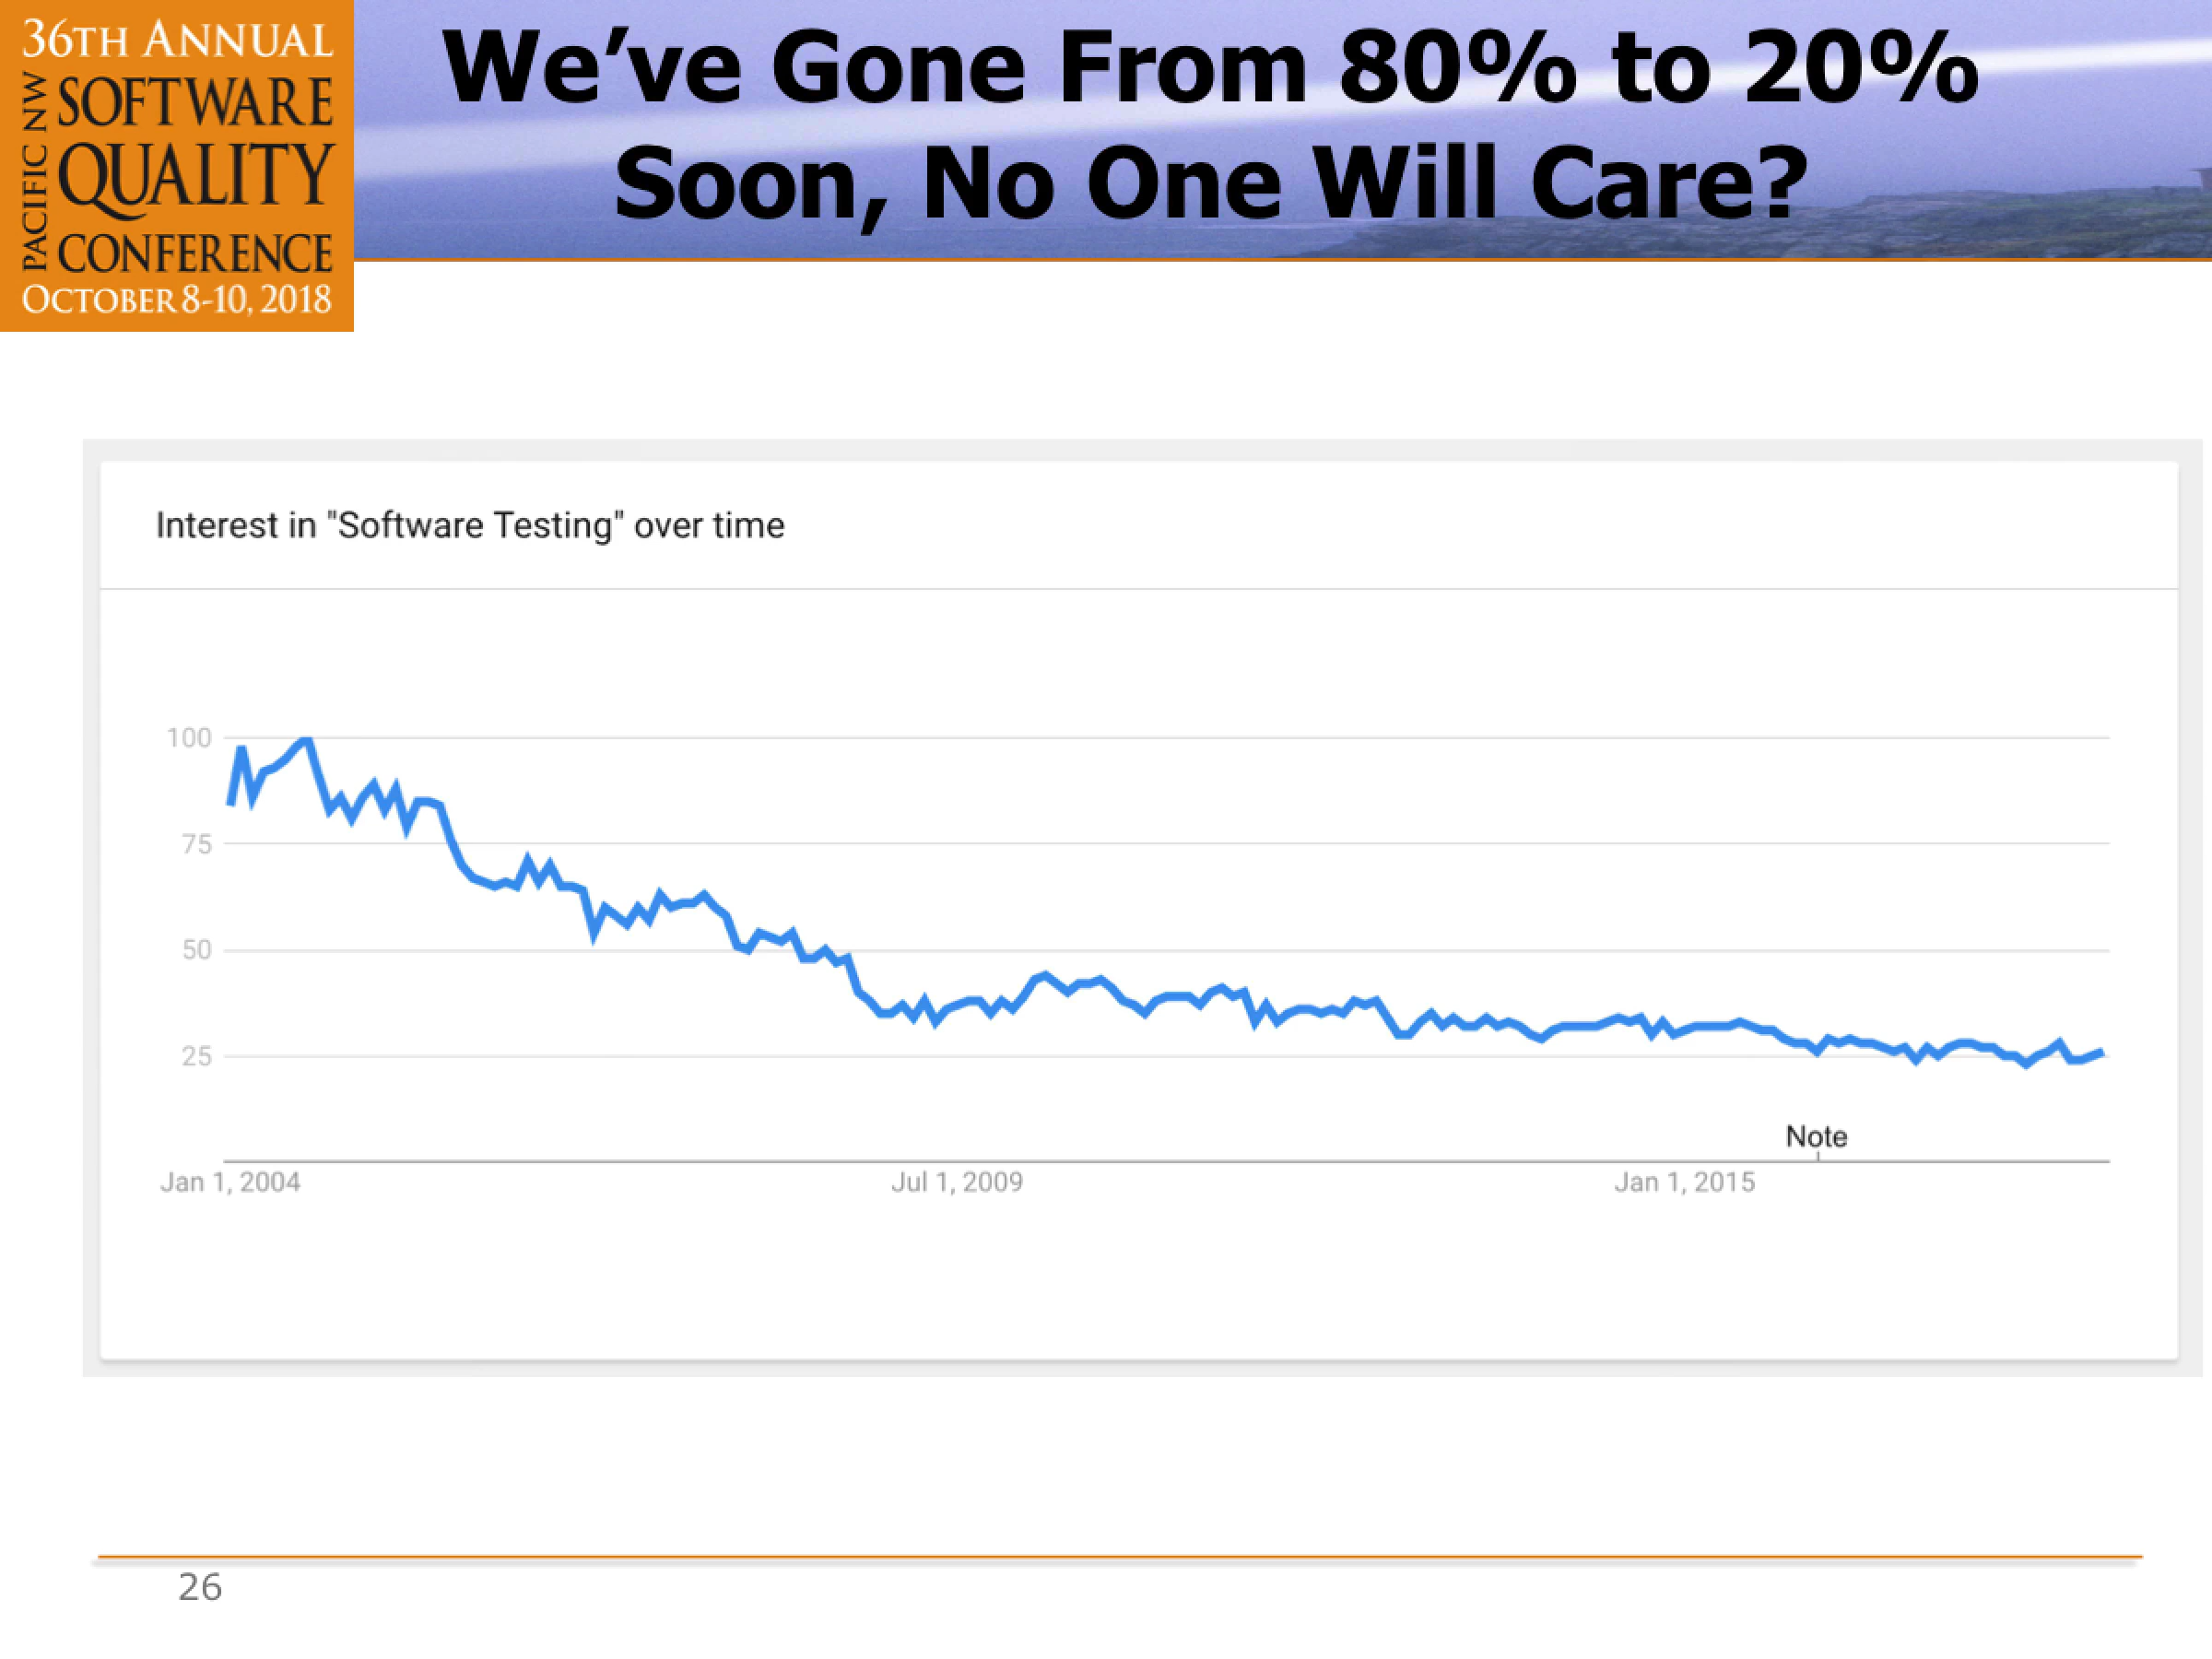 36TH ANNUAL
PACIFIC NW
SOFTWARE
QUALITY
CONFERENCE
OCTOBER 8-10, 2018
We’ve Gone From 80% to 20%
Soon, No One Will Care?
Interest in "Software Testing" over time
100
75
50
25
Note
Jan 1, 2004
Jul 1, 2009
Jan 1, 2015
26